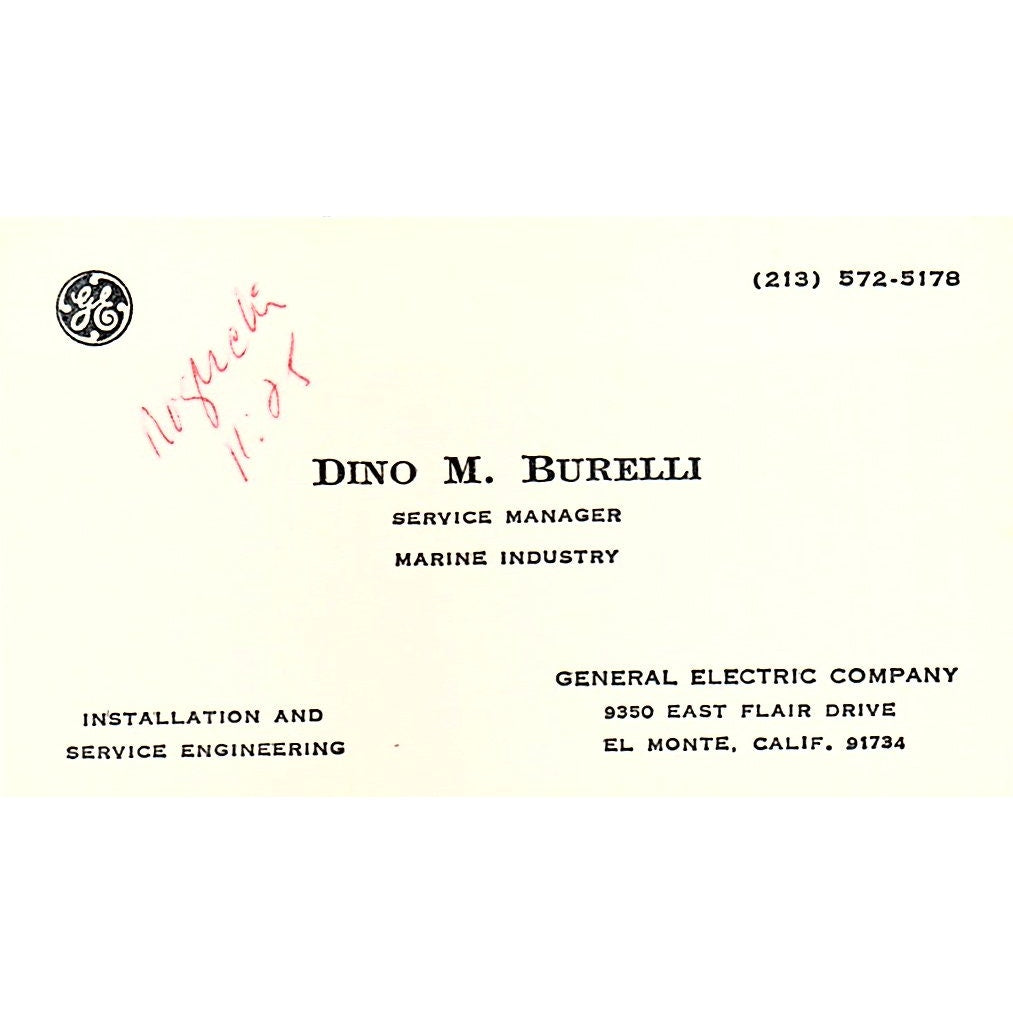 GE
(213) 572-5178
DINO M. BURELLI
SERVICE MANAGER
MARINE INDUSTRY
INSTALLATION AND
SERVICE ENGINEERING
GENERAL ELECTRIC COMPANY
9350 EAST FLAIR DRIVE
EL MONTE, CALIF. 91734